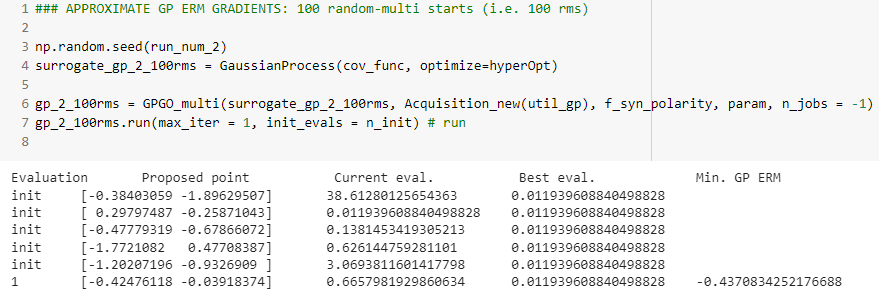 1 ### APPROXIMATE GP ERM GRADIENTS: 100 random-multi starts (i.e. 100 rms)
2
3 np.random.seed(run_num_2)
4 surrogate_gp_2_100rms = GaussianProcess(cov_func, optimize=hyperOpt)
5
6 gp_2_100rms = GPGO_multi(surrogate_gp_2_100rms, Acquisition_new(util_gp), f_syn_polarity, param, n_jobs = -1)
7 gp_2_100rms.run(max_iter = 1, init_evals = n_init) # run
8
Evaluation Proposed point Current eval. Best eval. Min. GP ERM
init [-0.38403059 -1.89629507] 38.61280125654363 0.011939608840498828
init [ 0.29797487 -0.25871043] 0.011939608840498828 0.011939608840498828
init [-0.47779319 -0.67866072] 0.1381453419305213 0.011939608840498828
init [-1.7721082 0.47708387] 0.626144759281101 0.011939608840498828
init [-1.20207196 -0.9326909 ] 3.0693811601417798 0.011939608840498828
1 [-0.42476118 -0.03918374] 0.6657981929860634 0.011939608840498828 -0.4370834252176688